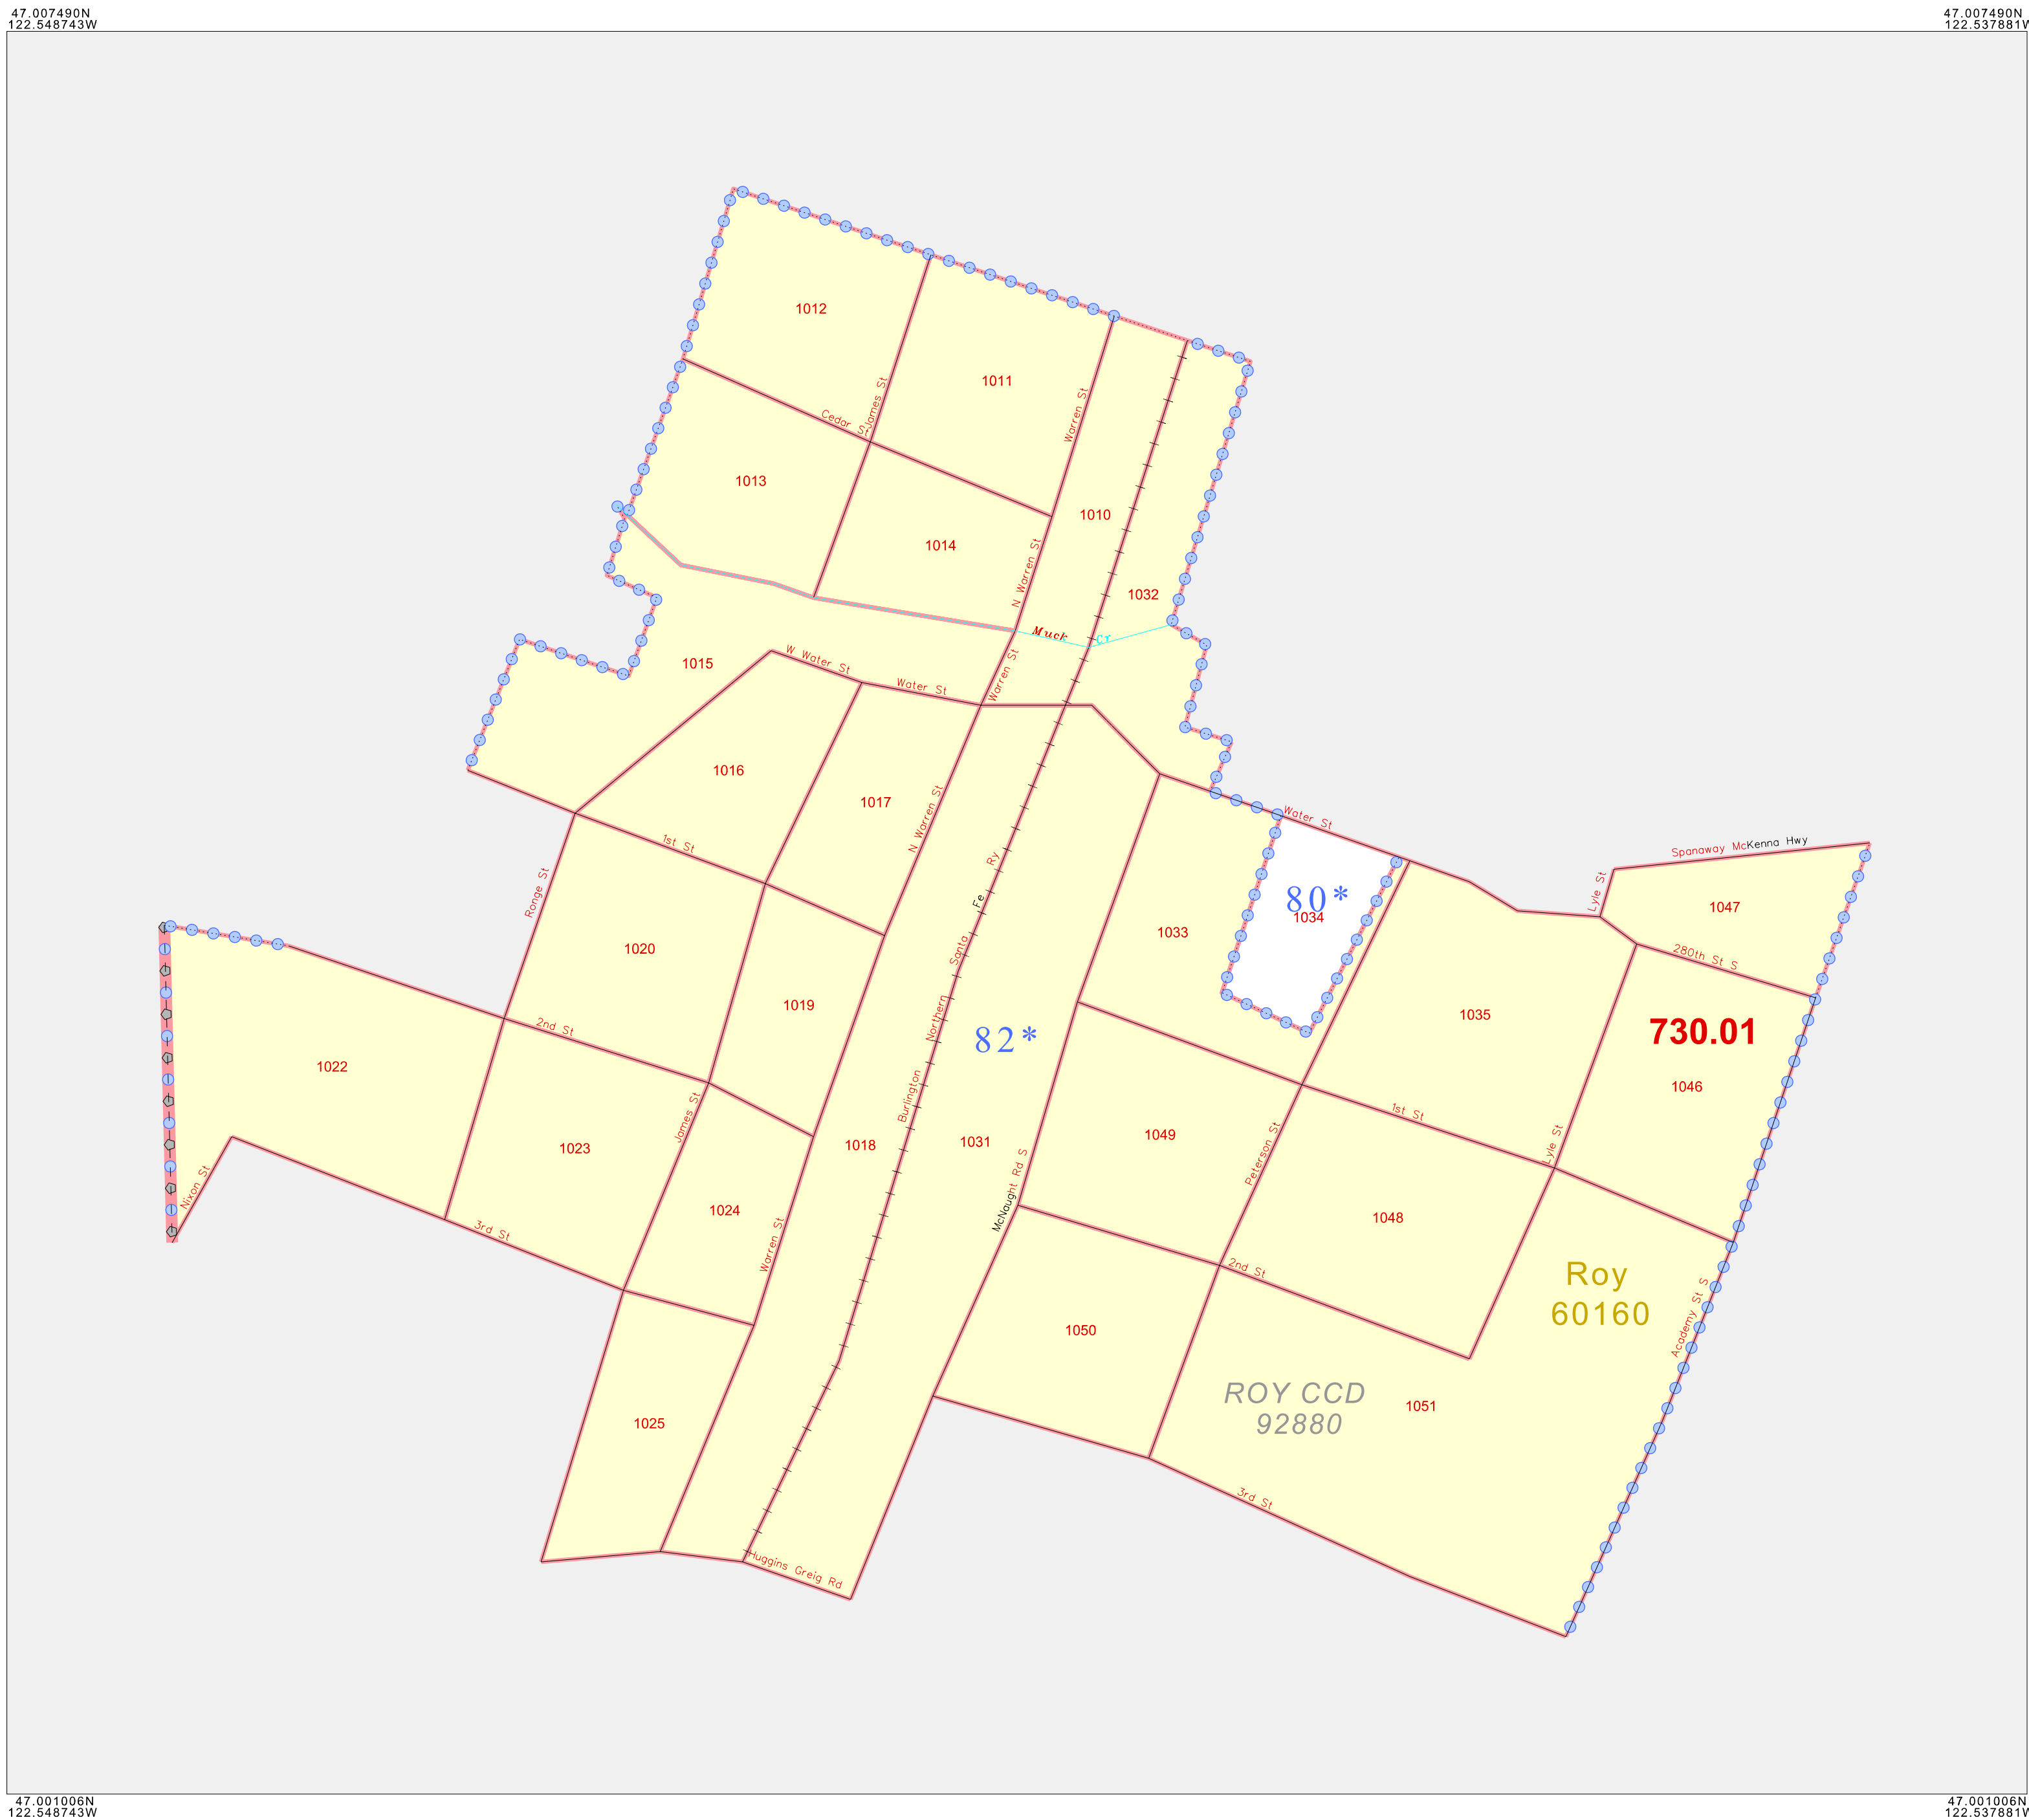 47.007490N
122.548743W
47.007490N
122.537881W
1012
1011
James St
Cedar St
Warren St
1013
1014
1010
N Warren St
1032
Muck Cr
1015
W Water St
Water St
Warren St
1016
1017
N Warren St
1st St
Water St
Spanaway McKenna Hwy
Lyle St
1047
Range St
80*
1034
1033
1020
Burlington Northern Santa Fe Ry
280th St S
1019
2nd St
82*
1035
730.01
1022
1046
James St
1023
1018
1031
1049
1st St
Lyle St
Peterson St
McNaught Rd S
Nixon St
1024
1048
3rd St
Warren St
2nd St
Roy
60160
Academy St S
1050
ROY CCD
92880
1051
1025
3rd St
Huggins Greig Rd
47.001006N
122.548743W
47.001006N
122.537881W